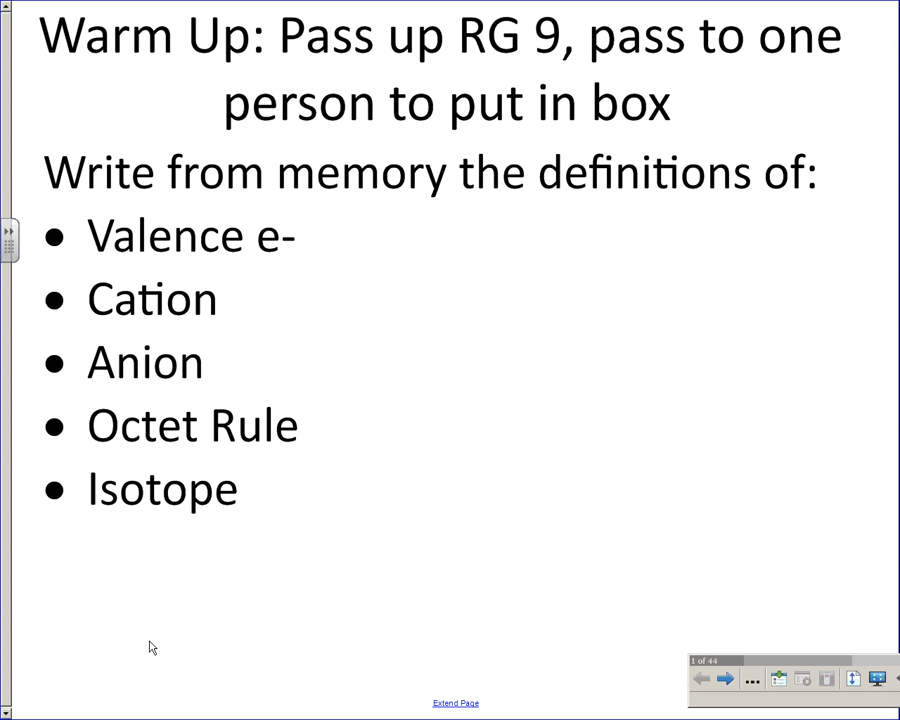 Warm Up: Pass up RG 9, pass to one
person to put in box
Write from memory the definitions of:
• Valence e-
• Cation
• Anion
• Octet Rule
• Isotope
1 of 44
Extend Page